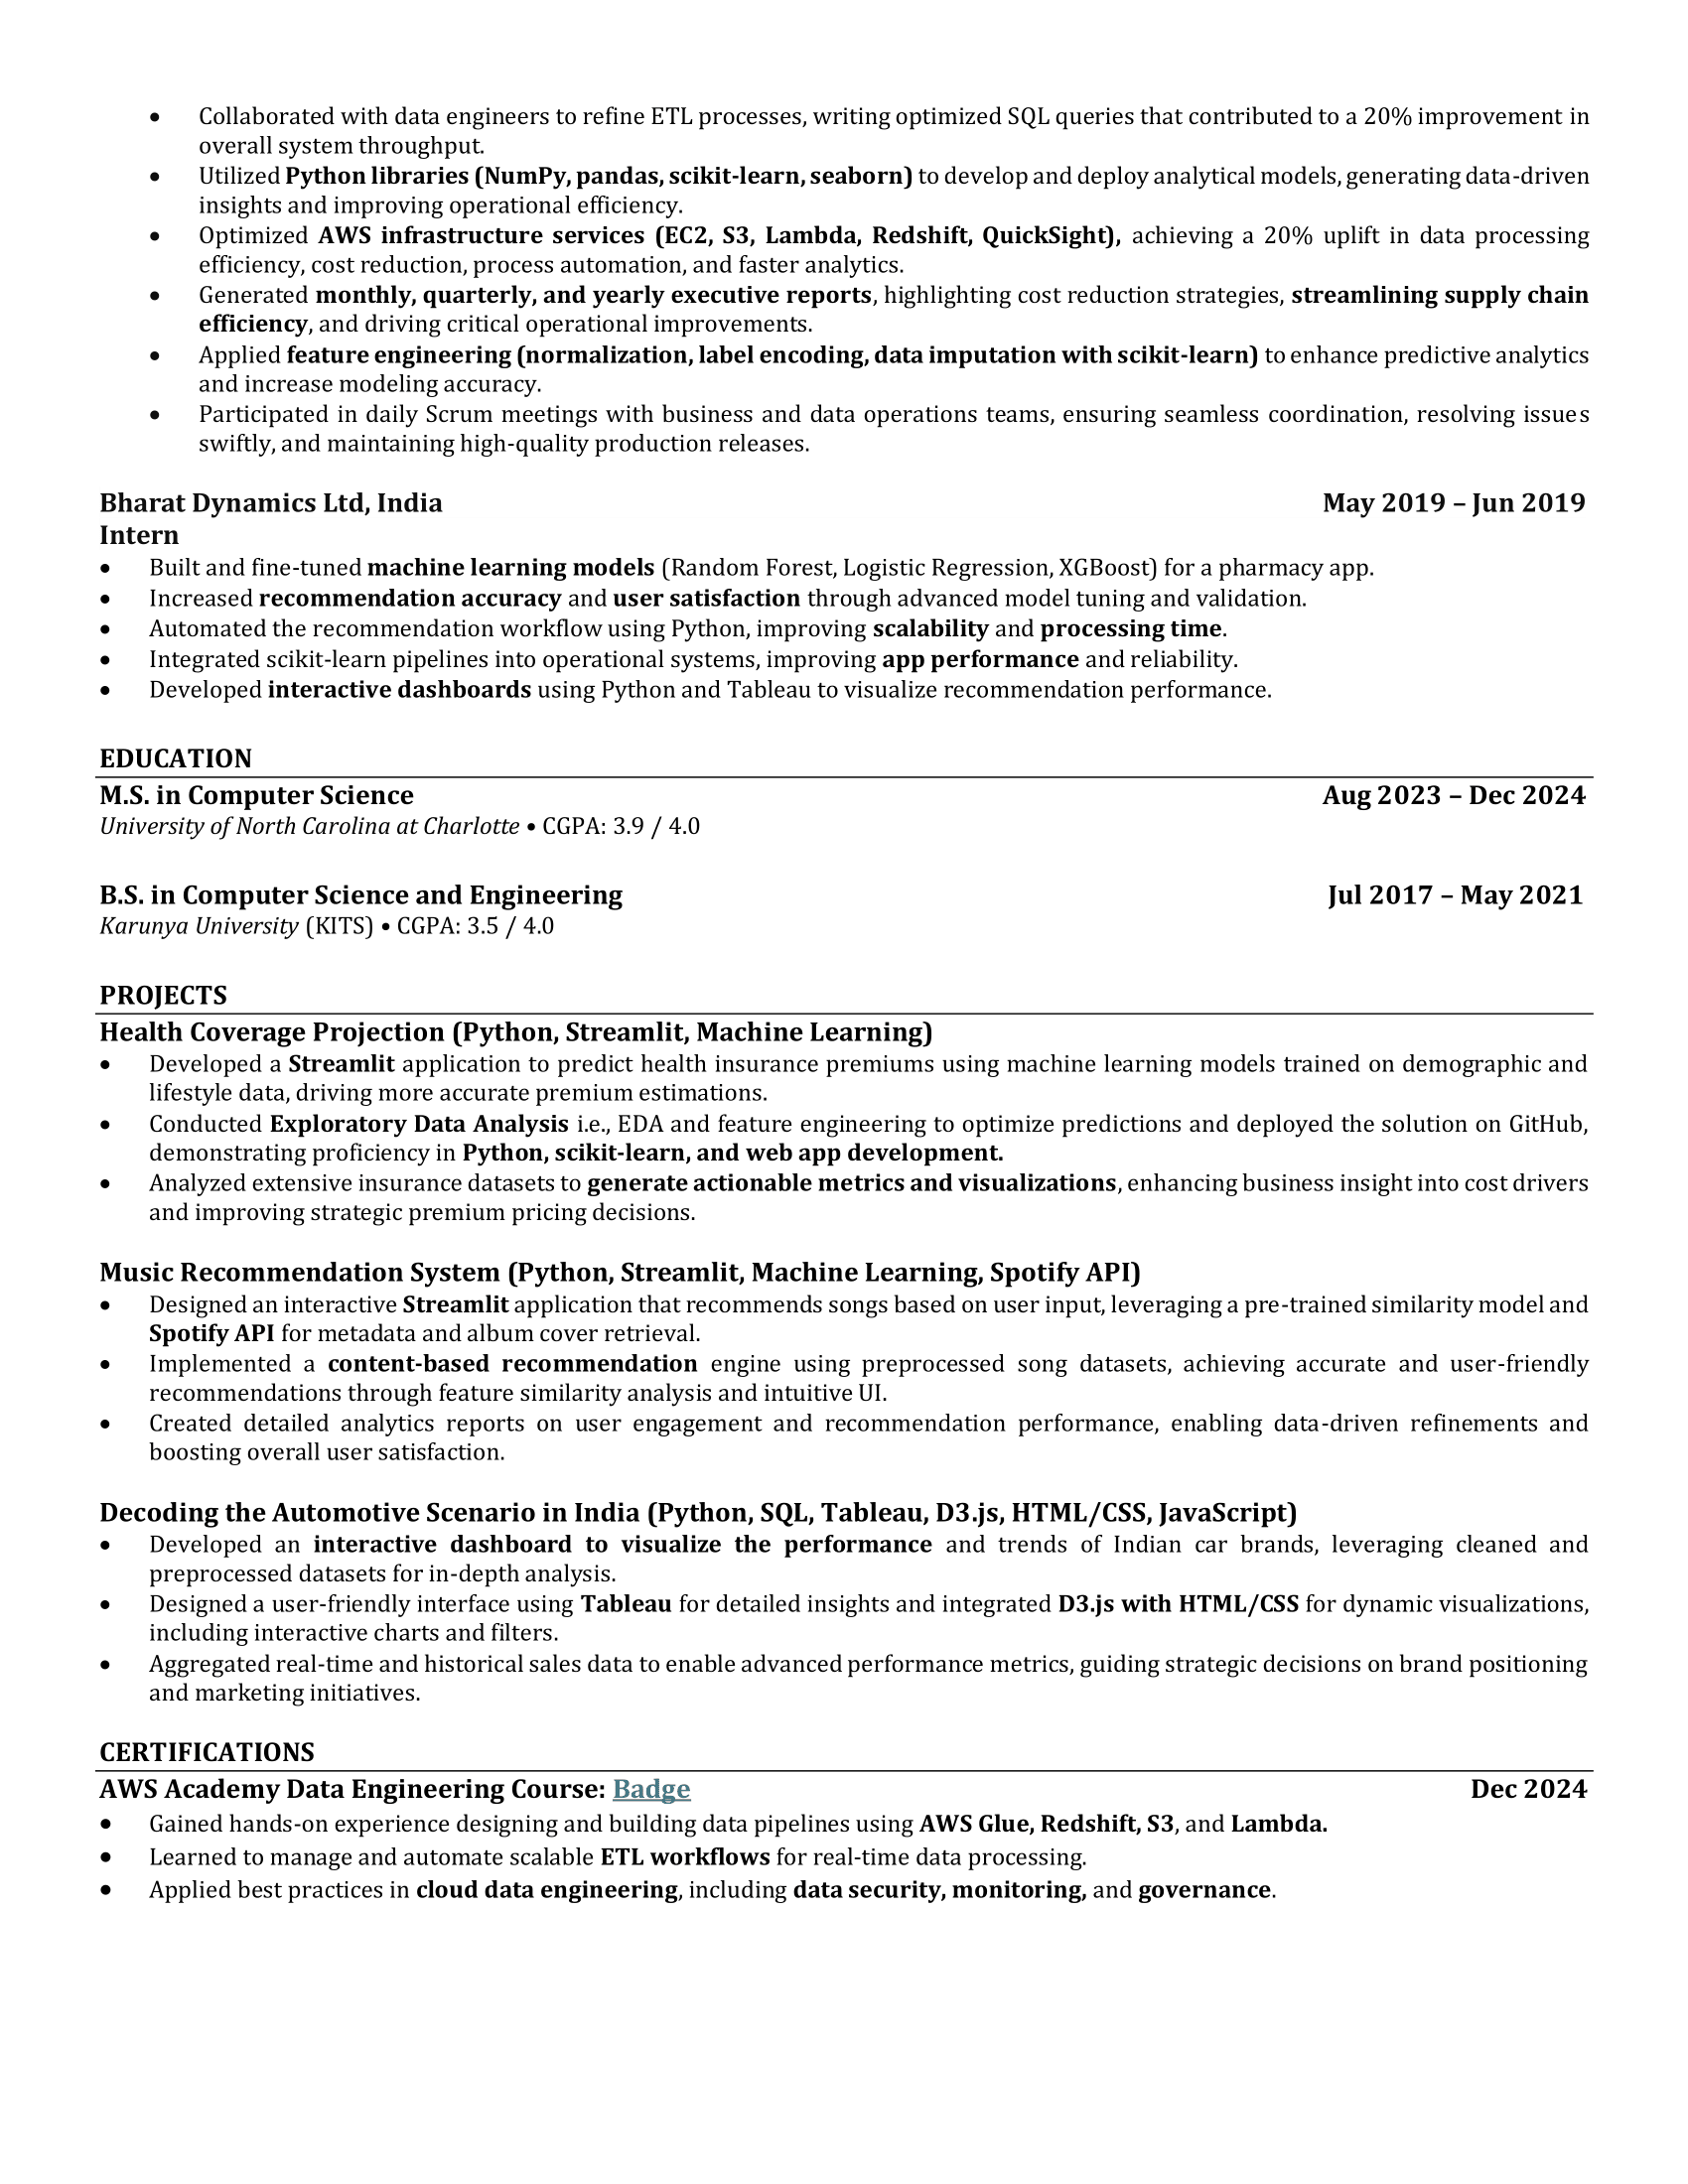 • Collaborated with data engineers to refine ETL processes, writing optimized SQL queries that contributed to a 20% improvement in
overall system throughput.
• Utilized Python libraries (NumPy, pandas, scikit-learn, seaborn) to develop and deploy analytical models, generating data-driven
insights and improving operational efficiency.
• Optimized AWS infrastructure services (EC2, S3, Lambda, Redshift, QuickSight), achieving a 20% uplift in data processing
efficiency, cost reduction, process automation, and faster analytics.
• Generated monthly, quarterly, and yearly executive reports, highlighting cost reduction strategies, streamlining supply chain
efficiency, and driving critical operational improvements.
• Applied feature engineering (normalization, label encoding, data imputation with scikit-learn) to enhance predictive analytics
and increase modeling accuracy.
• Participated in daily Scrum meetings with business and data operations teams, ensuring seamless coordination, resolving issues
swiftly, and maintaining high-quality production releases.
Bharat Dynamics Ltd, India May 2019 – Jun 2019
Intern
• Built and fine-tuned machine learning models (Random Forest, Logistic Regression, XGBoost) for a pharmacy app.
• Increased recommendation accuracy and user satisfaction through advanced model tuning and validation.
• Automated the recommendation workflow using Python, improving scalability and processing time.
• Integrated scikit-learn pipelines into operational systems, improving app performance and reliability.
• Developed interactive dashboards using Python and Tableau to visualize recommendation performance.
EDUCATION
M.S. in Computer Science Aug 2023 – Dec 2024
University of North Carolina at Charlotte • CGPA: 3.9 / 4.0
B.S. in Computer Science and Engineering Jul 2017 – May 2021
Karunya University (KITS) • CGPA: 3.5 / 4.0
PROJECTS
Health Coverage Projection (Python, Streamlit, Machine Learning)
• Developed a Streamlit application to predict health insurance premiums using machine learning models trained on demographic and
lifestyle data, driving more accurate premium estimations.
• Conducted Exploratory Data Analysis i.e., EDA and feature engineering to optimize predictions and deployed the solution on GitHub,
demonstrating proficiency in Python, scikit-learn, and web app development.
• Analyzed extensive insurance datasets to generate actionable metrics and visualizations, enhancing business insight into cost drivers
and improving strategic premium pricing decisions.
Music Recommendation System (Python, Streamlit, Machine Learning, Spotify API)
• Designed an interactive Streamlit application that recommends songs based on user input, leveraging a pre-trained similarity model and
Spotify API for metadata and album cover retrieval.
• Implemented a content-based recommendation engine using preprocessed song datasets, achieving accurate and user-friendly
recommendations through feature similarity analysis and intuitive UI.
• Created detailed analytics reports on user engagement and recommendation performance, enabling data-driven refinements and
boosting overall user satisfaction.
Decoding the Automotive Scenario in India (Python, SQL, Tableau, D3.js, HTML/CSS, JavaScript)
• Developed an interactive dashboard to visualize the performance and trends of Indian car brands, leveraging cleaned and
preprocessed datasets for in-depth analysis.
• Designed a user-friendly interface using Tableau for detailed insights and integrated D3.js with HTML/CSS for dynamic visualizations,
including interactive charts and filters.
• Aggregated real-time and historical sales data to enable advanced performance metrics, guiding strategic decisions on brand positioning
and marketing initiatives.
CERTIFICATIONS
AWS Academy Data Engineering Course: Badge Dec 2024
• Gained hands-on experience designing and building data pipelines using AWS Glue, Redshift, S3, and Lambda.
• Learned to manage and automate scalable ETL workflows for real-time data processing.
• Applied best practices in cloud data engineering, including data security, monitoring, and governance.